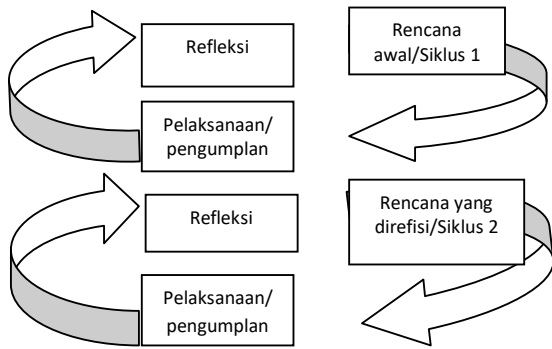 Refleksi
Rencana
awal/Siklus 1
Pelaksanaan/
pengumplan
Refleksi
Rencana yang
direfisi/Siklus 2
Pelaksanaan/
pengumplan